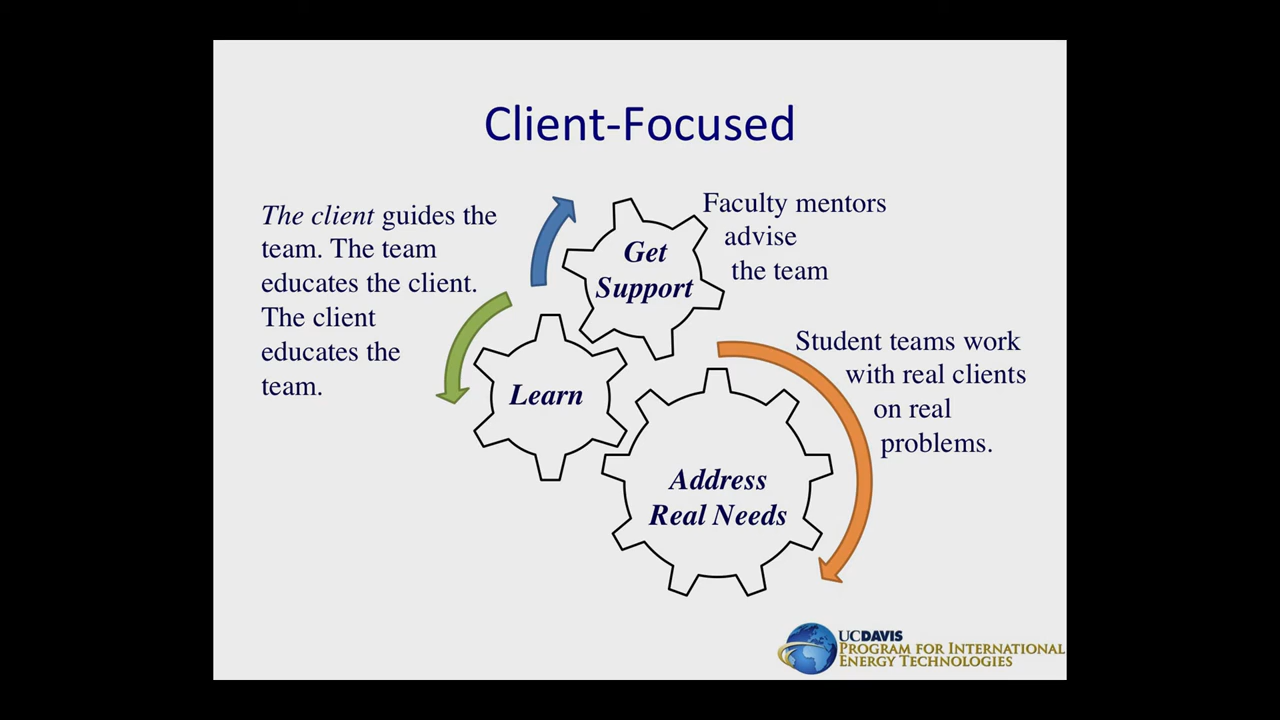 Client-Focused
The client guides the
team. The team
educates the client.
The client
educates the
team.
Get
Support
Faculty mentors
advise
the team
Learn
Student teams work
with real clients
on real
problems.
Address
Real Needs
UCDAVIS
PROGRAM FOR INTERNATIONAL
ENERGY TECHNOLOGIES